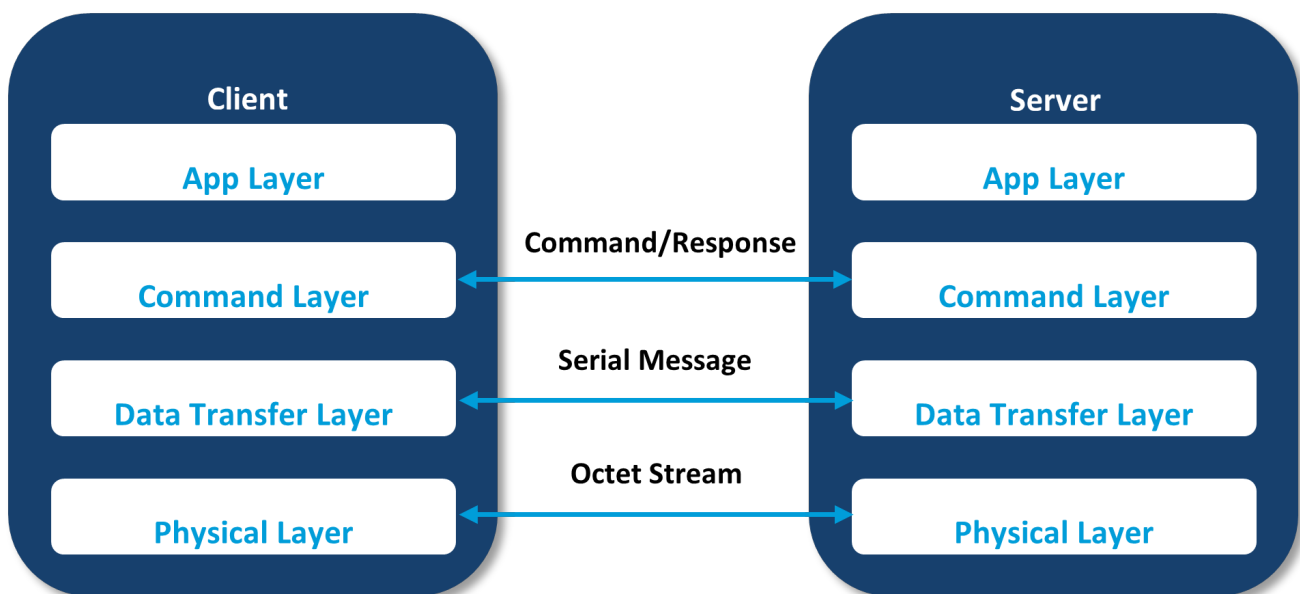 Client
App Layer
Command Layer
Data Transfer Layer
Physical Layer
Command/Response
Serial Message
Octet Stream
Server
App Layer
Command Layer
Data Transfer Layer
Physical Layer